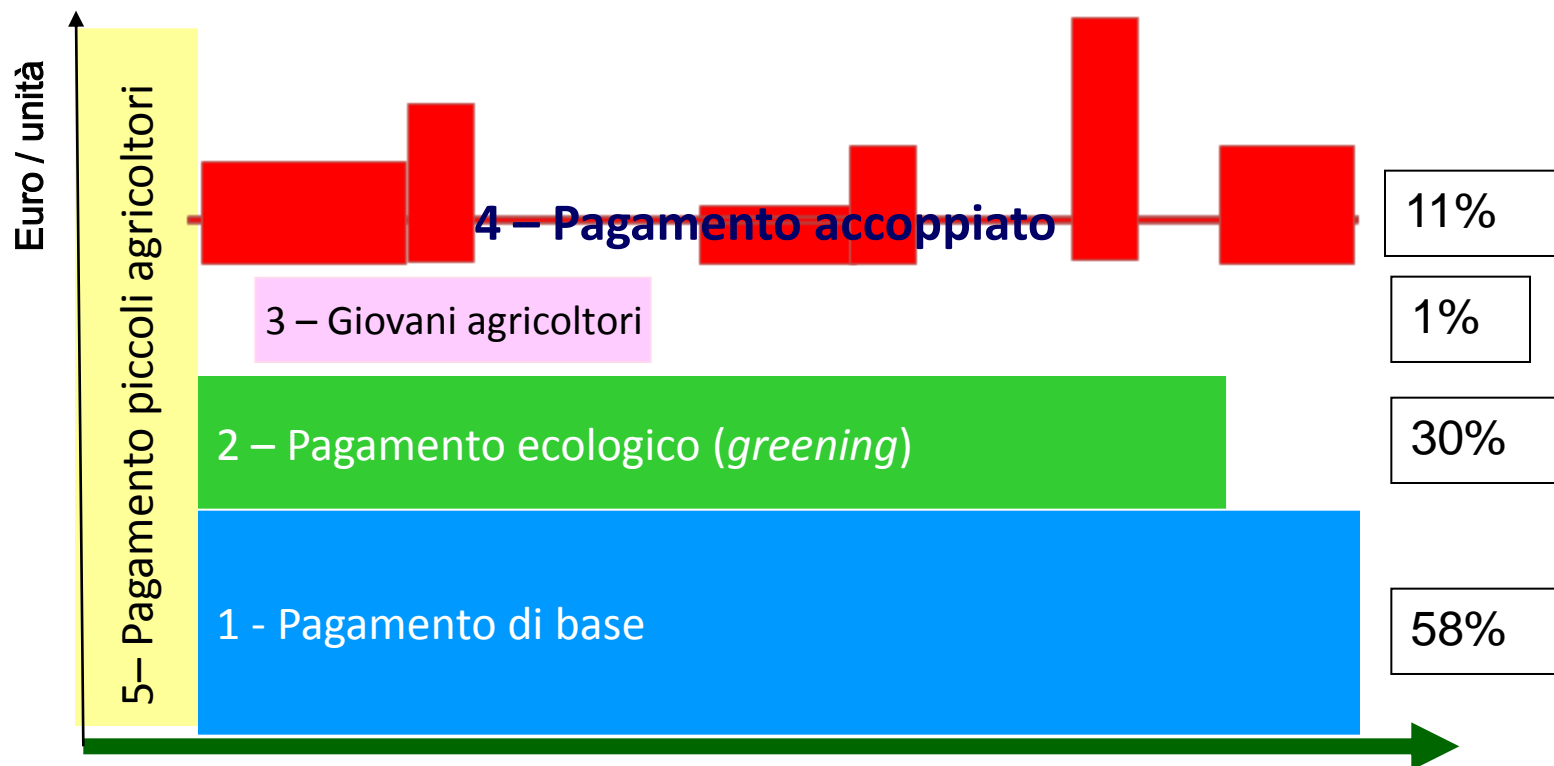 Euro / unità
5– Pagamento piccoli agricoltori
4 – Pagamento accoppiato
11%
3 – Giovani agricoltori
1%
2 – Pagamento ecologico (greening)
30%
1 - Pagamento di base
58%